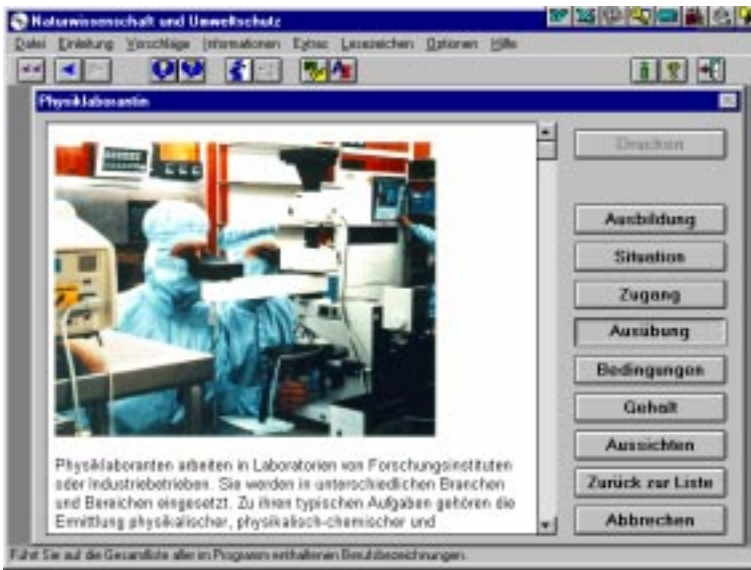 Naturwissenschaft und Umweltschutz
Datei Einleitung Vorschläge Informationen Extras Lesezeichen Optionen Hilfe
Physiklaborantin
Drucken
Ausbildung
Situation
Zugang
Ausübung
Bedingungen
Gehalt
Aussichten
Zurück zur Liste
Abbrechen
Physiklaboranten arbeiten in Laboratorien von Forschungsinstituten
oder Industriebetrieben. Sie werden in unterschiedlichen Branchen
und Bereichen eingesetzt. Zu ihren typischen Aufgaben gehören die
Ermittlung physikalischer, physikalisch-chemischer und
Führt Sie auf die Gesamtliste aller im Programm enthaltenen Berufsbezeichnungen.